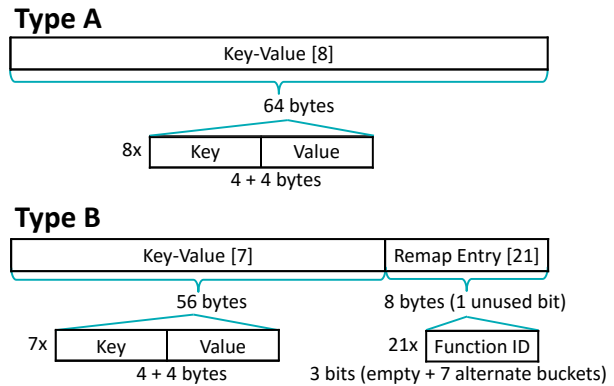 Type A
Key-Value [8]
64 bytes
8x Key Value
4 + 4 bytes
Type B
Key-Value [7] Remap Entry [21]
56 bytes 8 bytes (1 unused bit)
7x Key Value 21x Function ID
4 + 4 bytes 3 bits (empty + 7 alternate buckets)